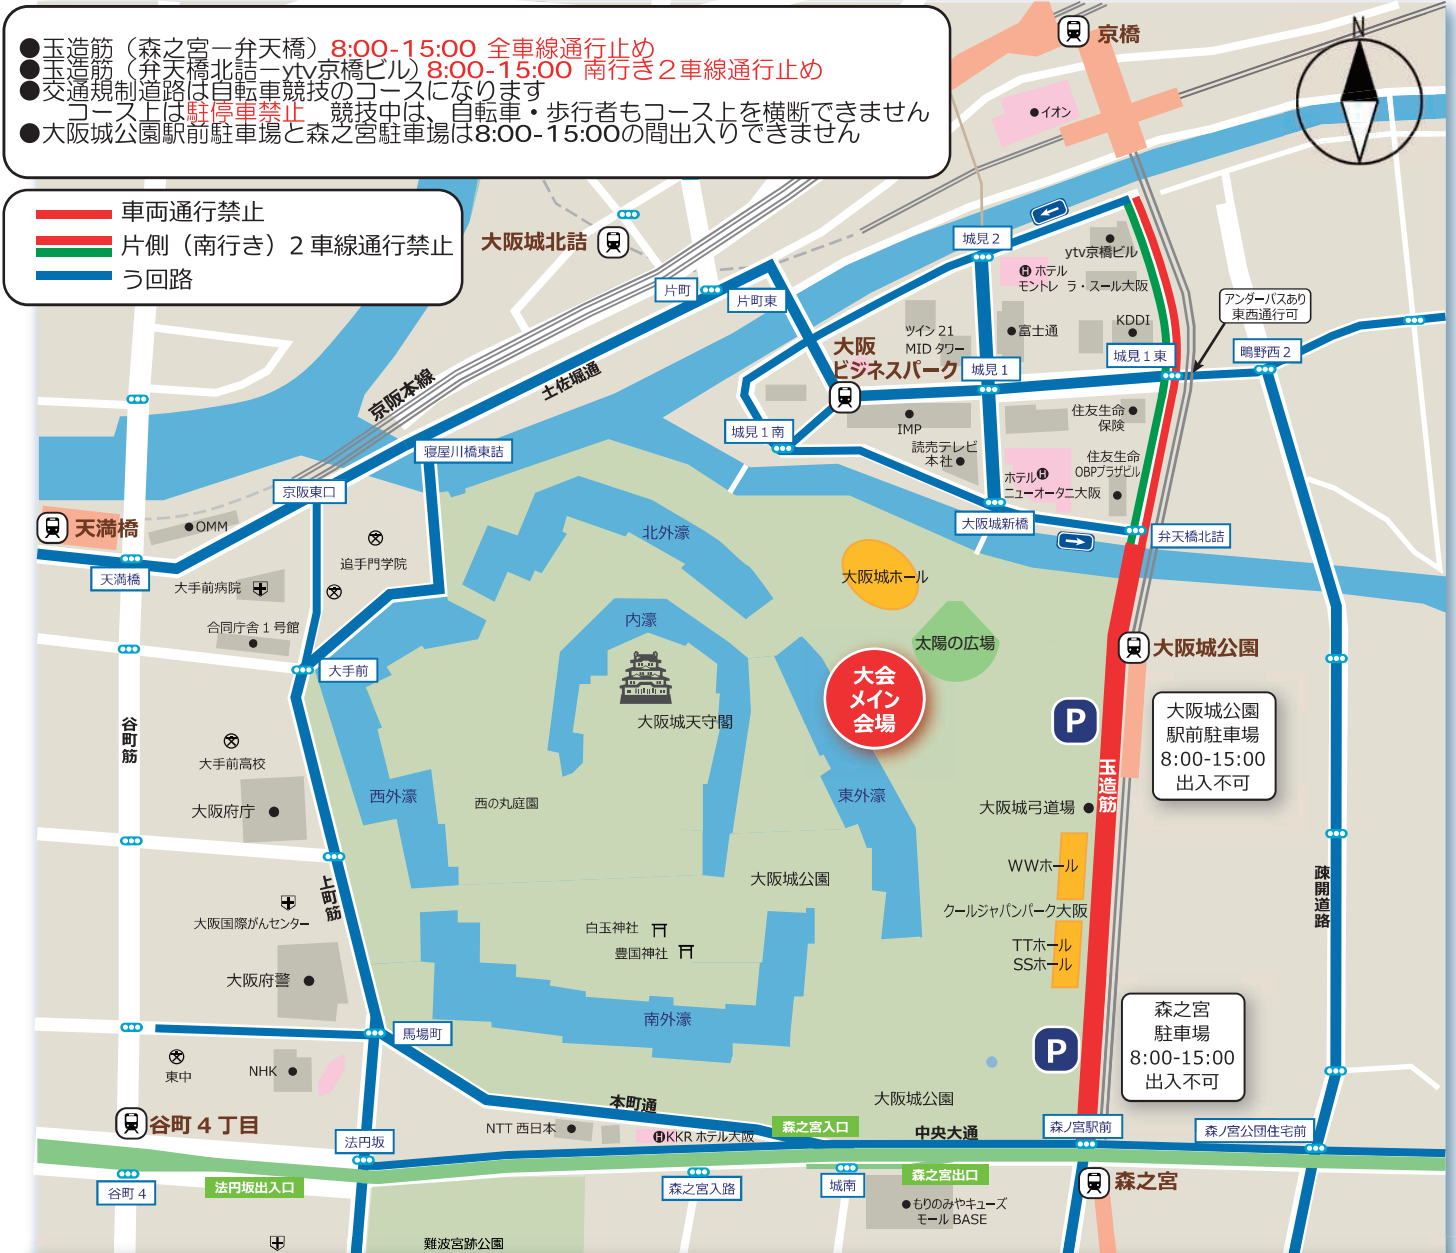 ●玉造筋（森之宮－弁天橋）8:00-15:00 全車線通行止め
●玉造筋（弁天橋北詰－ytv京橋ビル）8:00-15:00 南行き２車線通行止め
●交通規制道路は自転車競技のコースになります
コース上は駐停車禁止　競技中は、自転車・歩行者もコース上を横断できません
●大阪城公園駅前駐車場と森之宮駐車場は8:00-15:00の間出入りできません
車両通行禁止
片側（南行き）2 車線通行禁止
う回路
N
京橋
イオン
大阪城北詰
城見 2
ytv京橋ビル
ホテル
モントレ
ラ・スール大阪
片町
片町東
アンダーパスあり
東西通行可
ツイン 21
MID タワー
富士通
KDDI
大阪
ビジネスパーク
城見 1
城見 1 東
鴫野西 2
京阪本線
土佐堀通
城見 1 南
IMP
読売テレビ
本社
住友生命
保険
住友生命
OBPプラザビル
ホテル
ニューオータニ大阪
寝屋川橋東詰
京阪東口
大阪城新橋
弁天橋北詰
天満橋
OMM
天満橋
追手門学院
大手前病院
合同庁舎 1 号館
大手前
北外濠
内濠
大阪城ホール
太陽の広場
大会
メイン
会場
大阪城公園
大阪城天守閣
P
大阪城公園
駅前駐車場
8:00-15:00
出入不可
谷町筋
大手前高校
大阪府庁
西外濠
西の丸庭園
東外濠
玉造筋
大阪城弓道場
WWホール
クールジャパンパーク大阪
TTホール
SSホール
大阪城公園
疎開道路
上町筋
大阪国際がんセンター
大阪府警
白玉神社
豊国神社
南外濠
馬場町
東中
NHK
P
森之宮
駐車場
8:00-15:00
出入不可
大阪城公園
谷町 4 丁目
本町通
NTT 西日本
KKR ホテル大阪
森之宮入口
中央大通
森ノ宮駅前
森ノ宮公団住宅前
法円坂
谷町 4
法円坂出入口
森之宮入路
城南
森之宮出口
森之宮
もりのみやキューズ
モール BASE
難波宮跡公園